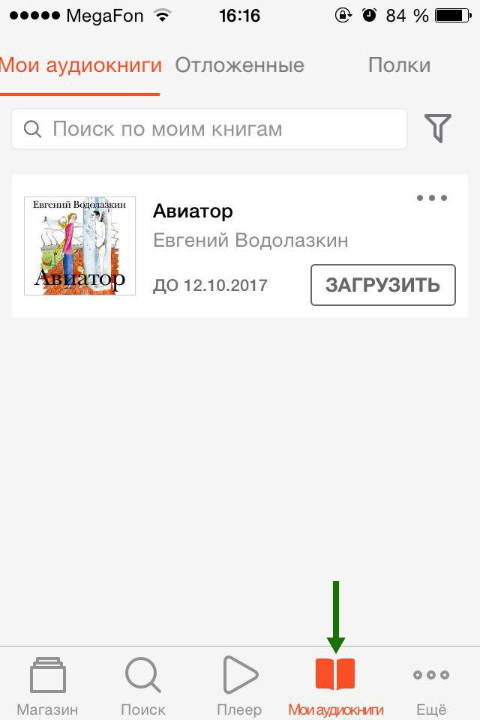 MegaFon 16:16 84 %
Мои аудиокниги Отложенные Полки
Поиск по моим книгам
Евгений Водолазкин
Авиатор
Авиатор
Евгений Водолазкин
ДО 12.10.2017 ЗАГРУЗИТЬ
Магазин Поиск Плеер Мои аудиокниги Ещё